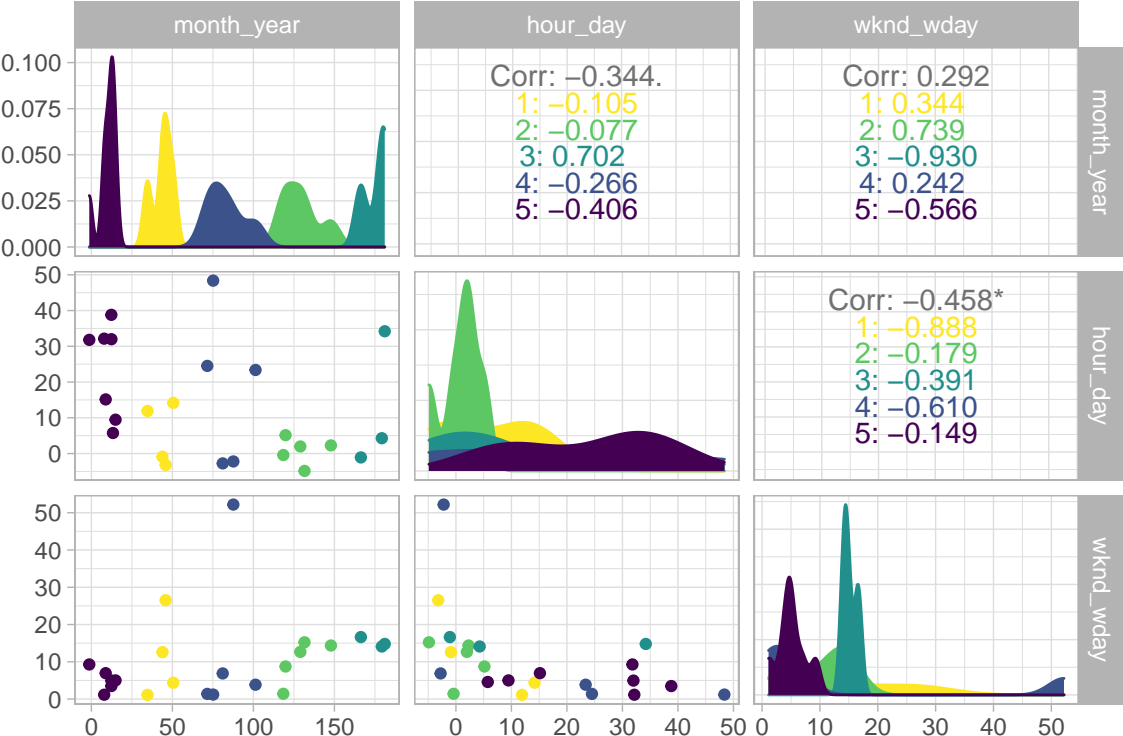 month_year
hour_day
wknd_wday
0.100
0.075
0.050
0.025
0.000
Corr: −0.344.
1: −0.105
2: −0.077
3: 0.702
4: −0.266
5: −0.406
Corr: 0.292
1: 0.344
2: 0.739
3: −0.930
4: 0.242
5: −0.566
month_year
50
40
30
20
10
0
Corr: −0.458*
1: −0.888
2: −0.179
3: −0.391
4: −0.610
5: −0.149
hour_day
50
40
30
20
10
0
wknd_wday
0 50 100 150
0 10 20 30 40 50
0 10 20 30 40 50